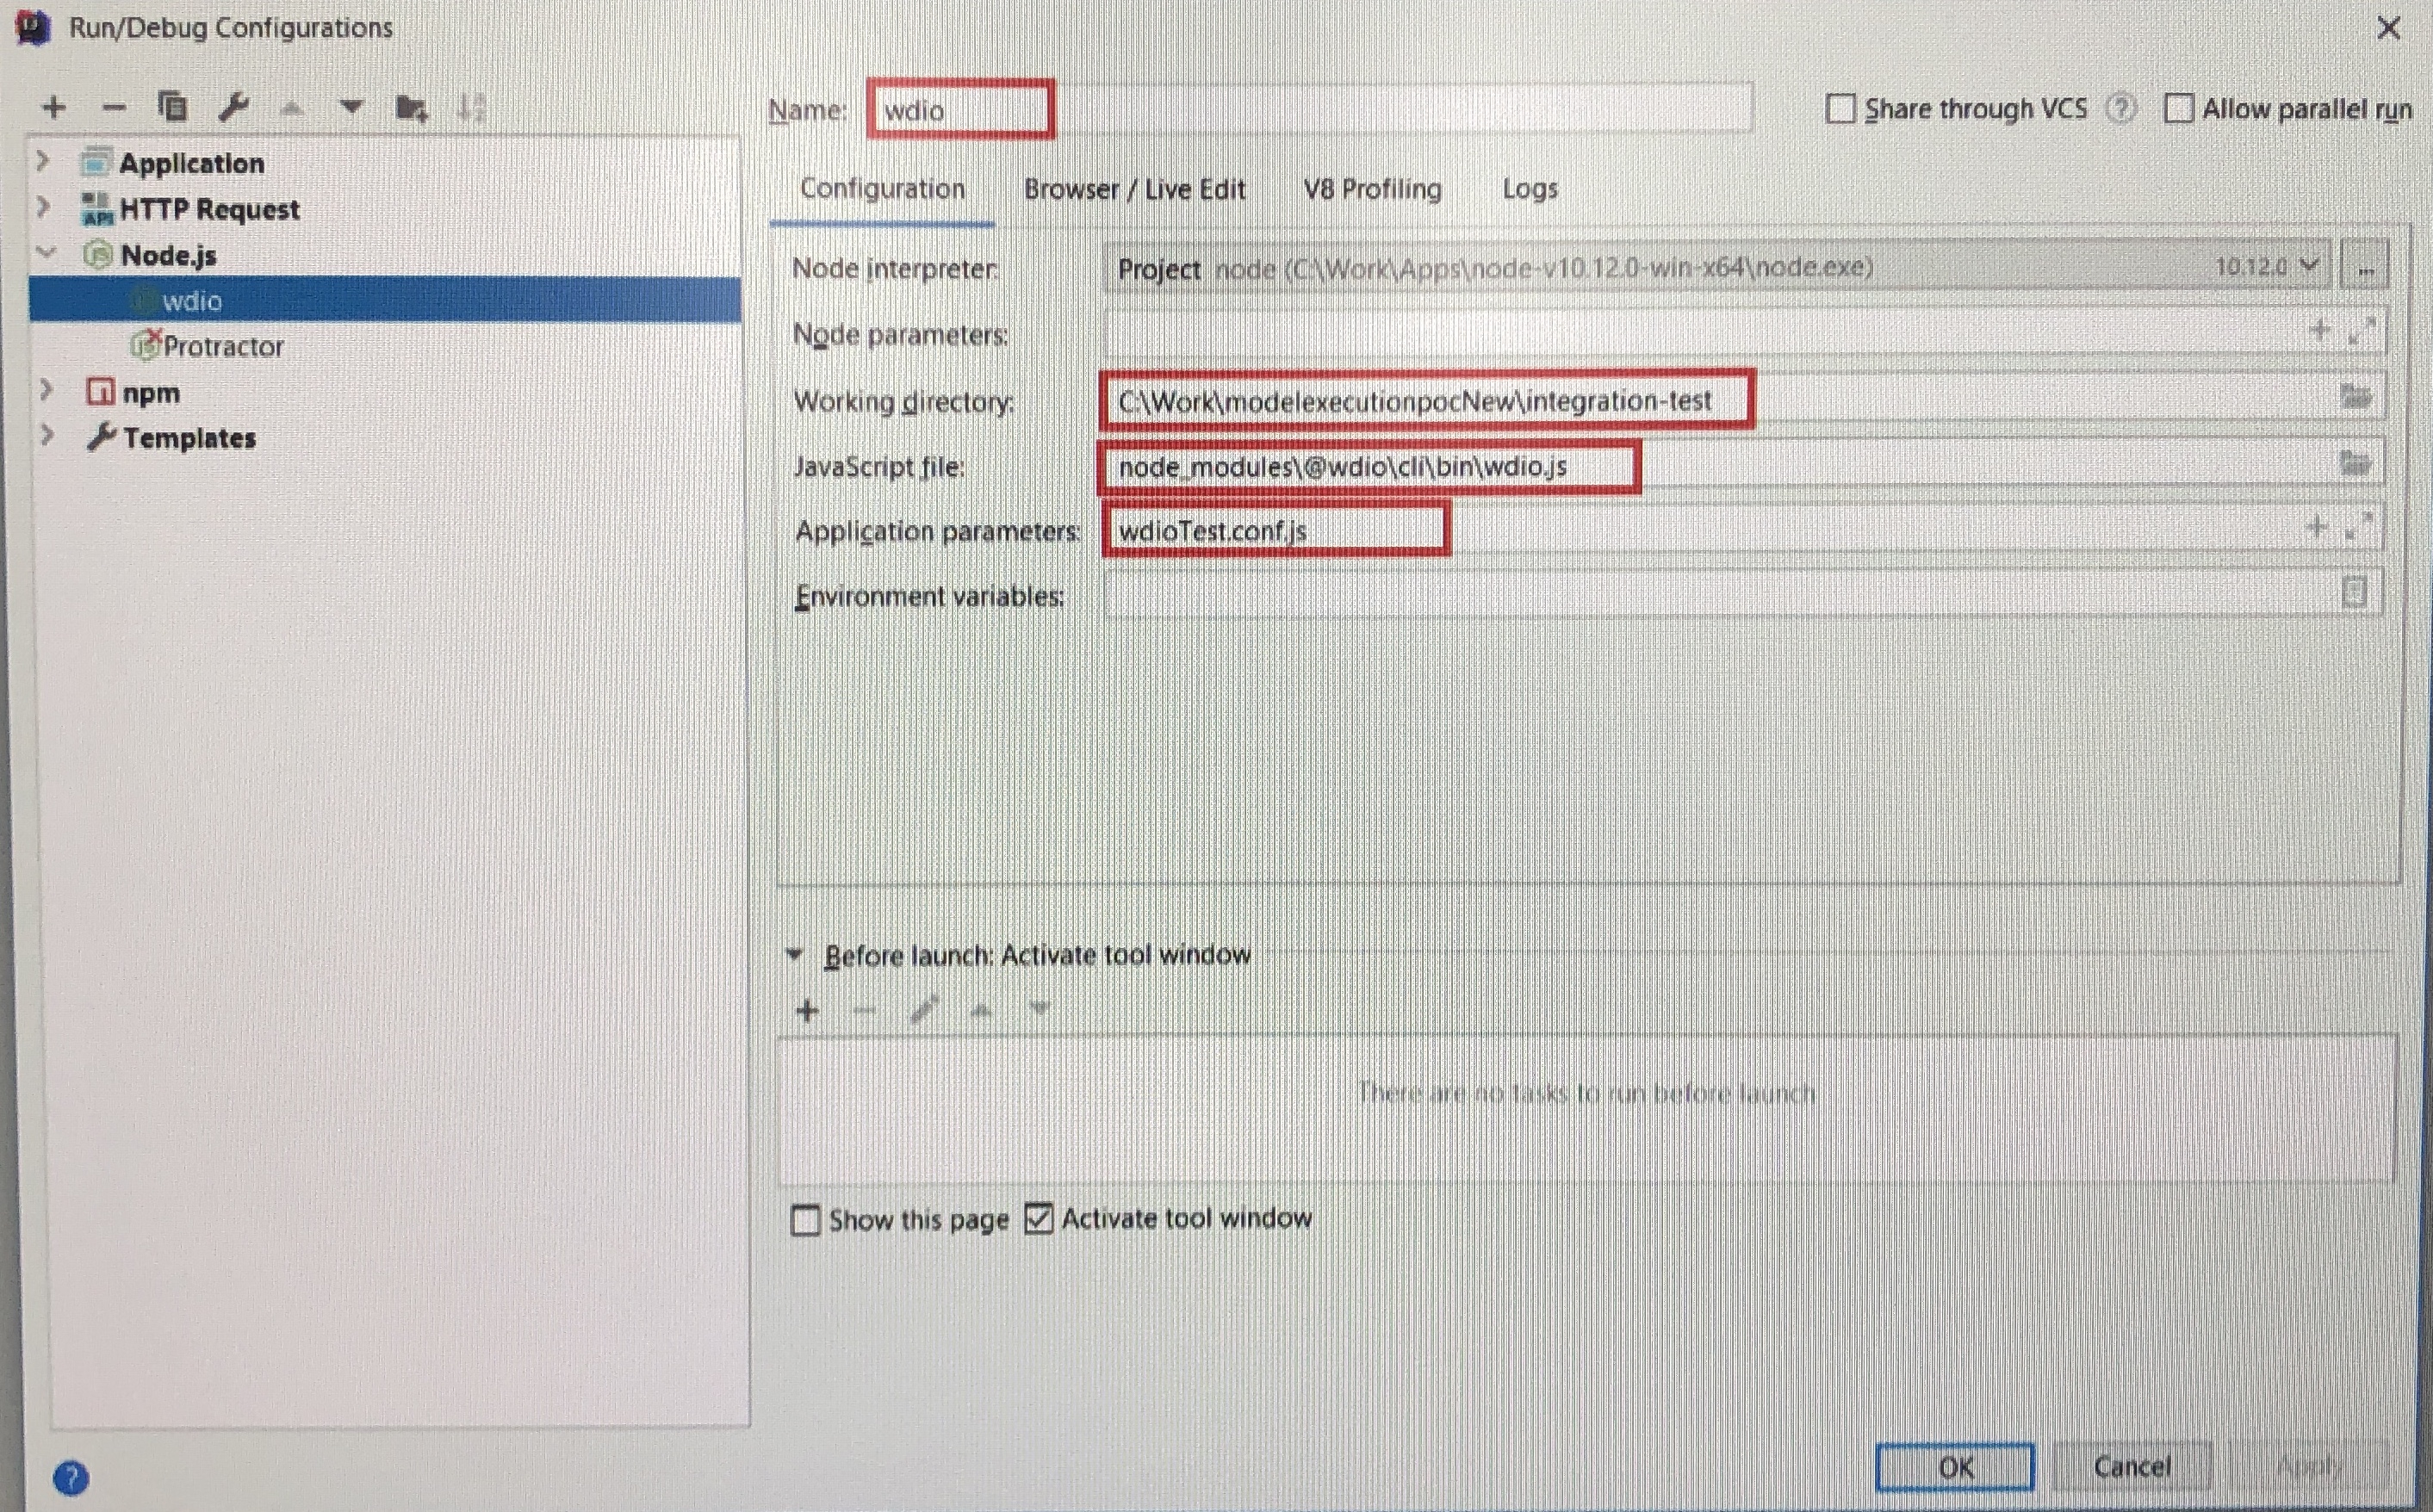 Run/Debug Configurations
Name: wdio
Share through VCS ? Allow parallel run
Application
API HTTP Request
Node.js
wdio
Protractor
npm
Templates
Configuration Browser / Live Edit V8 Profiling Logs
Node interpreter: Project node (C:\Work\Apps\node-v10.12.0-win-x64\node.exe) 10.12.0 ...
Node parameters:
Working directory: C:\Work\modelexecutionpocNew\integration-test
JavaScript file: node_modules\@wdio\cli\bin\wdio.js
Application parameters: wdioTest.conf.js
Environment variables:
Before launch: Activate tool window
There are no tasks to run before launch
Show this page Activate tool window
? OK Cancel Apply